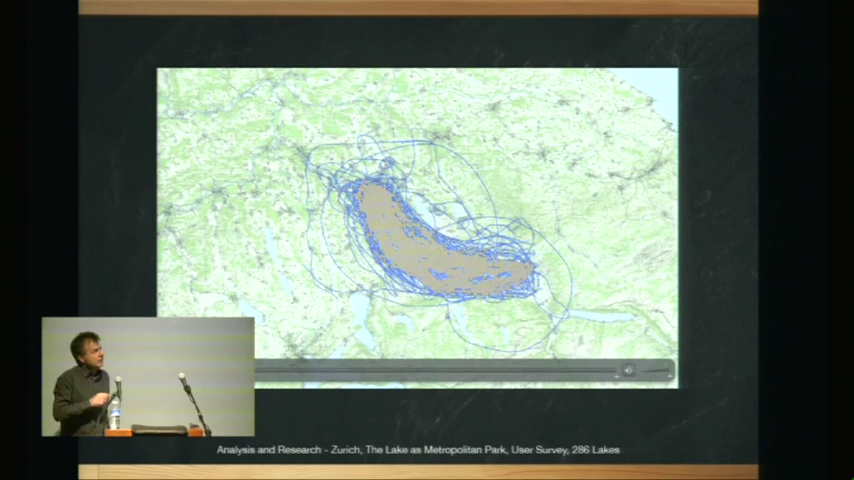 Analysis and Research - Zurich, The Lake as Metropolitan Park, User Survey, 286 Lakes